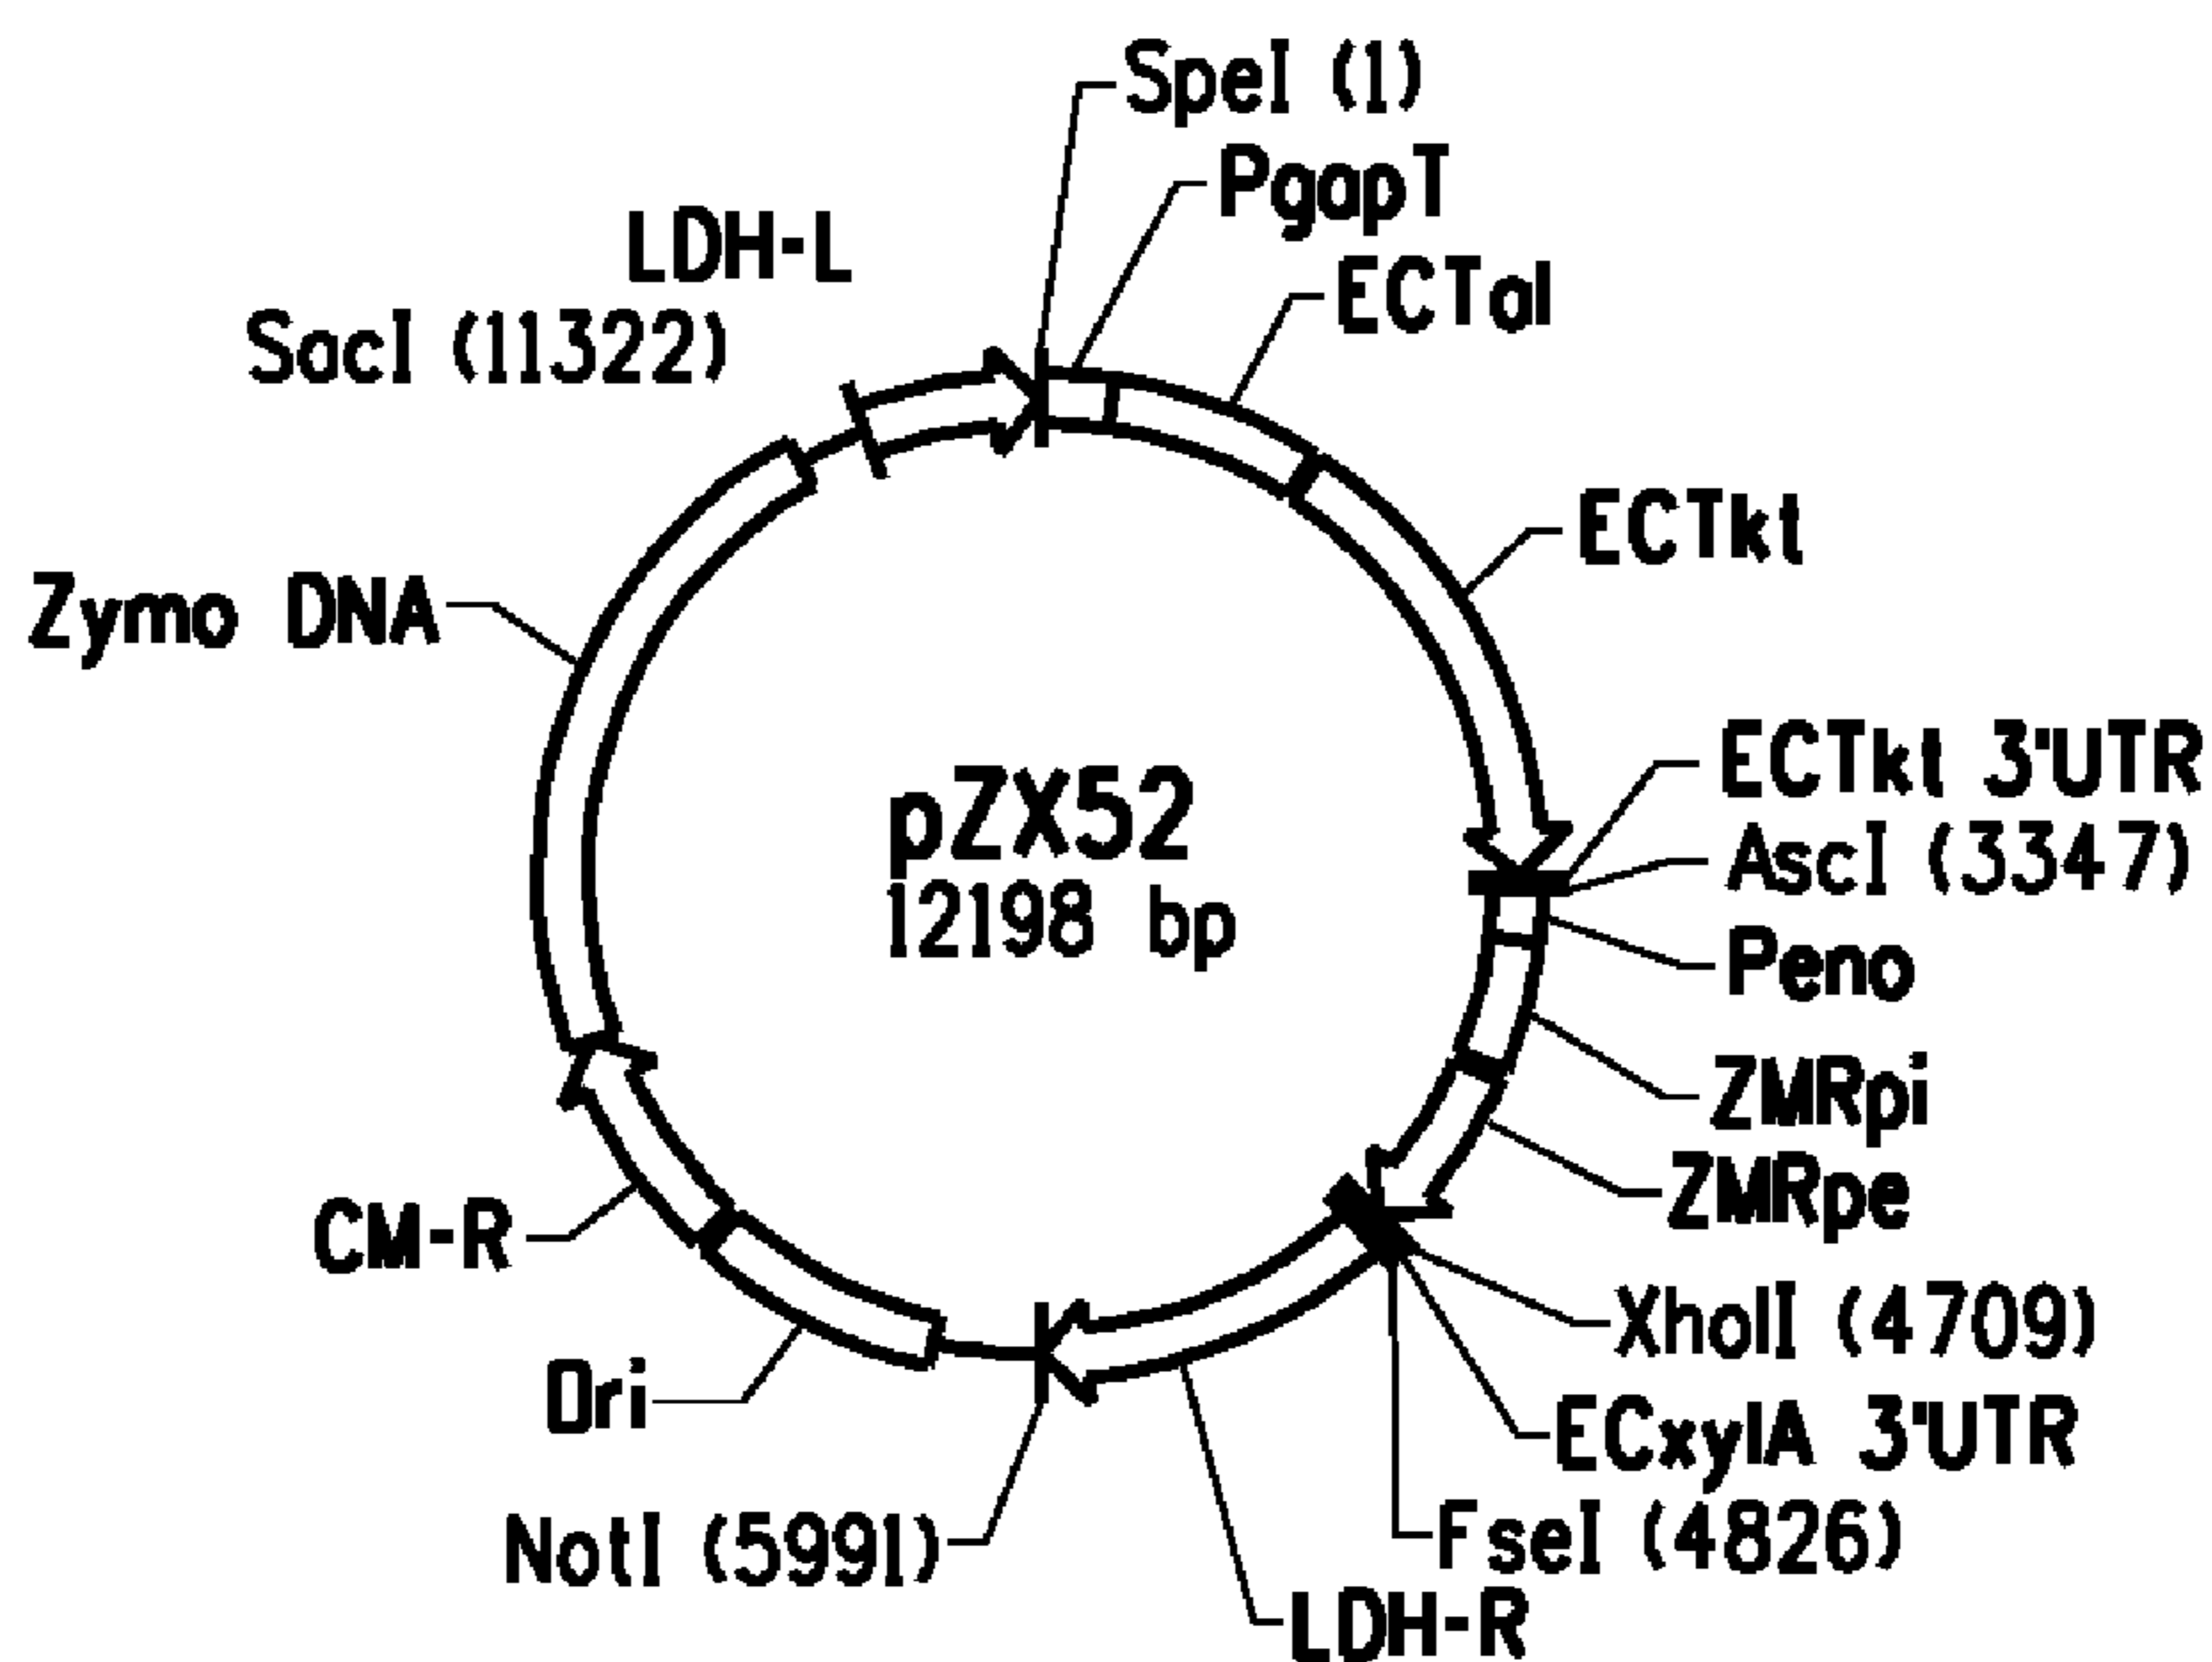 SpeI (1)
PgapT
LDH-L
ECTal
SacI (11322)
ECTkt
Zymo DNA
ECTkt 3'UTR
pZX52
AscI (3347)
12198 bp
Peno
ZMRpi
ZMRpe
CM-R
XholI (4709)
Ori
ECxylA 3'UTR
NotI (5991)
FseI (4826)
LDH-R